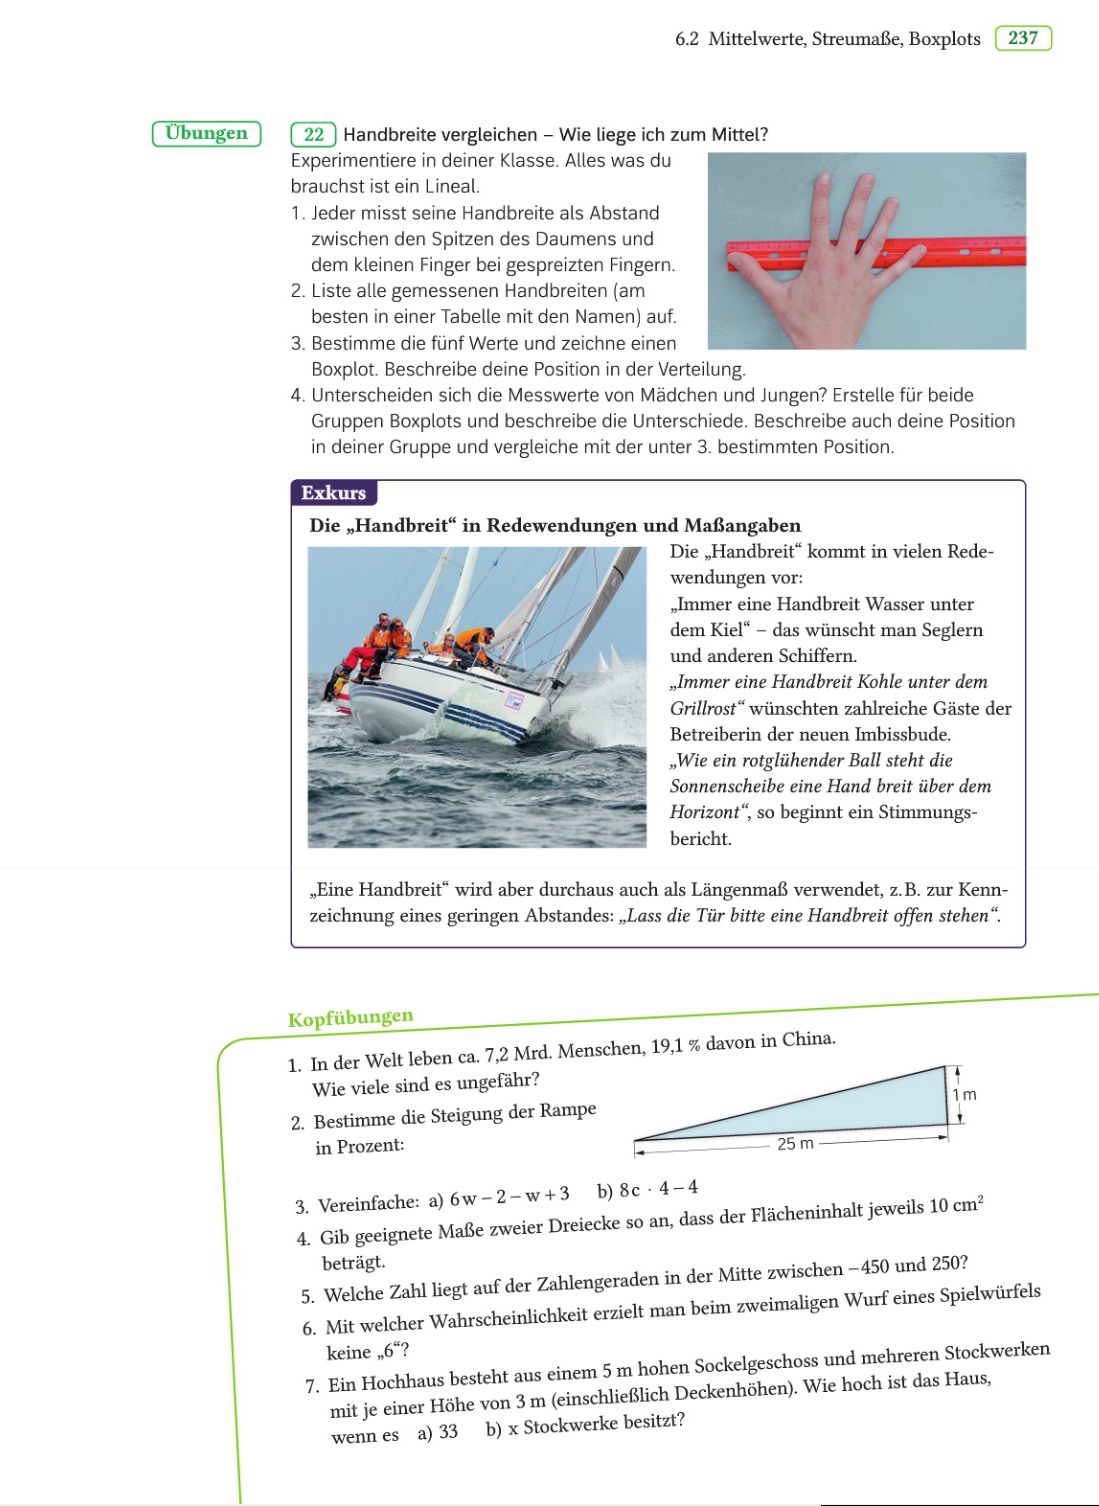 6.2 Mittelwerte, Streumaße, Boxplots 237
Übungen
22 Handbreite vergleichen – Wie liege ich zum Mittel?
Experimentiere in deiner Klasse. Alles was du
brauchst ist ein Lineal.
1. Jeder misst seine Handbreite als Abstand
zwischen den Spitzen des Daumens und
dem kleinen Finger bei gespreizten Fingern.
2. Liste alle gemessenen Handbreiten (am
besten in einer Tabelle mit den Namen) auf.
3. Bestimme die fünf Werte und zeichne einen
Boxplot. Beschreibe deine Position in der Verteilung.
4. Unterscheiden sich die Messwerte von Mädchen und Jungen? Erstelle für beide
Gruppen Boxplots und beschreibe die Unterschiede. Beschreibe auch deine Position
in deiner Gruppe und vergleiche mit der unter 3. bestimmten Position.
Exkurs
Die „Handbreit“ in Redewendungen und Maßangaben
Die „Handbreit“ kommt in vielen Rede-
wendungen vor:
„Immer eine Handbreit Wasser unter
dem Kiel“ – das wünscht man Seglern
und anderen Schiffern.
„Immer eine Handbreit Kohle unter dem
Grillrost“ wünschten zahlreiche Gäste der
Betreiberin der neuen Imbissbude.
„Wie ein rotglühender Ball steht die
Sonnenscheibe eine Hand breit über dem
Horizont“, so beginnt ein Stimmungs-
bericht.
„Eine Handbreit“ wird aber durchaus auch als Längenmaß verwendet, z. B. zur Kenn-
zeichnung eines geringen Abstandes: „Lass die Tür bitte eine Handbreit offen stehen“.
Kopfübungen
1. In der Welt leben ca. 7,2 Mrd. Menschen, 19,1 % davon in China.
Wie viele sind es ungefähr?
2. Bestimme die Steigung der Rampe
in Prozent:
1 m
25 m
3. Vereinfache: a) 6w – 2 – w + 3 b) 8c · 4 – 4
4. Gib geeignete Maße zweier Dreiecke so an, dass der Flächeninhalt jeweils 10 cm²
beträgt.
5. Welche Zahl liegt auf der Zahlengeraden in der Mitte zwischen –450 und 250?
6. Mit welcher Wahrscheinlichkeit erzielt man beim zweimaligen Wurf eines Spielwürfels
keine „6“?
7. Ein Hochhaus besteht aus einem 5 m hohen Sockelgeschoss und mehreren Stockwerken
mit je einer Höhe von 3 m (einschließlich Deckenhöhen). Wie hoch ist das Haus,
wenn es a) 33 b) x Stockwerke besitzt?